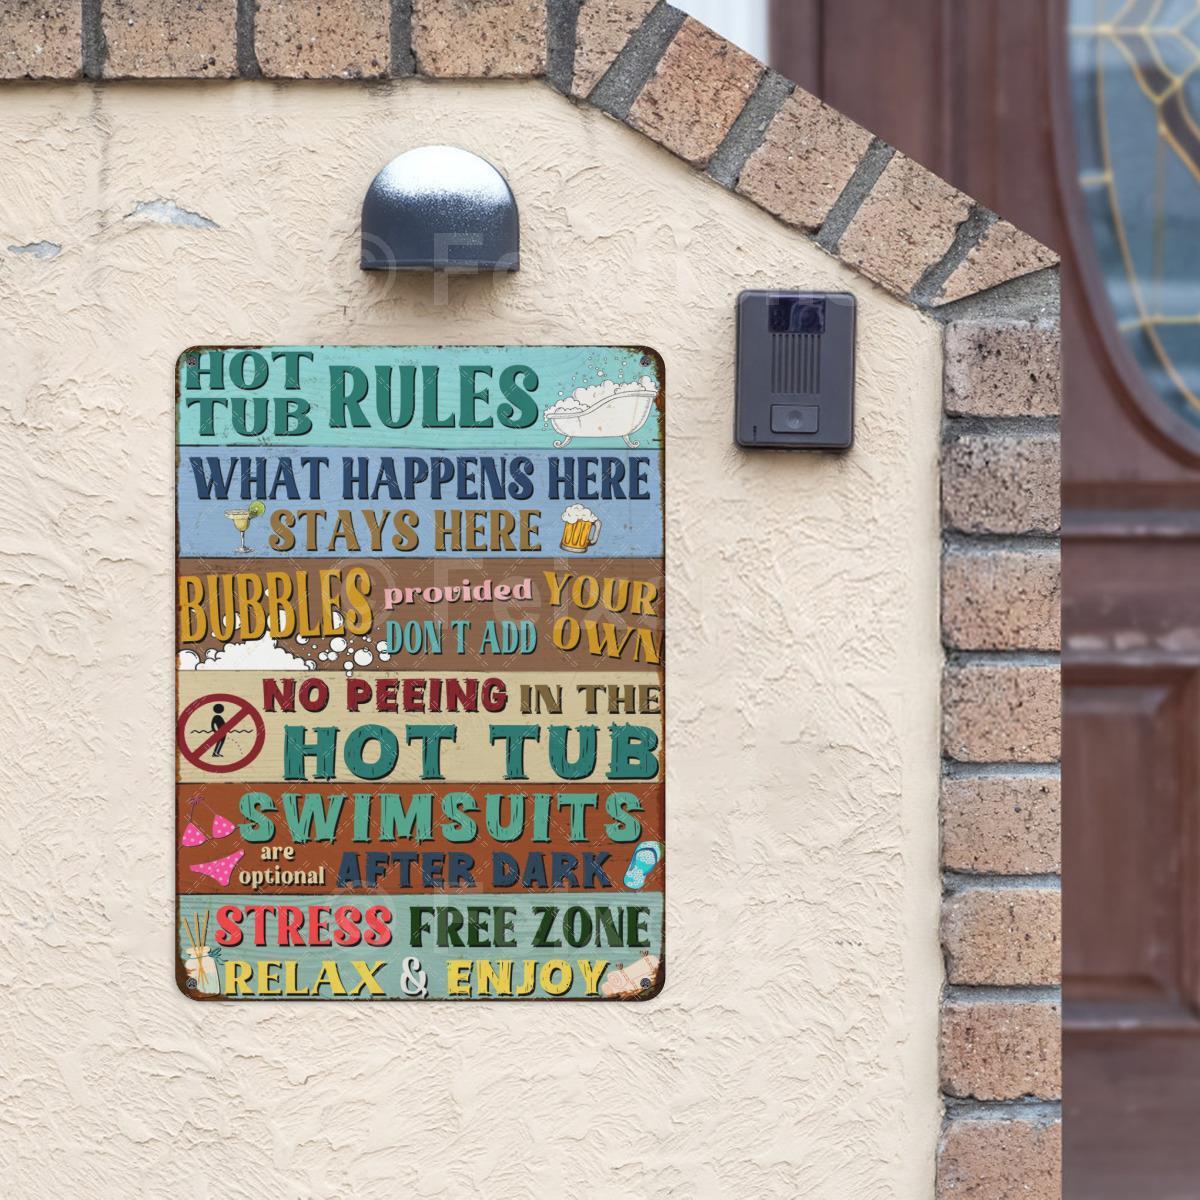 HOT TUB RULES
WHAT HAPPENS HERE
STAYS HERE
BUBBLES provided YOUR
DON T ADD OWN
NO PEEING IN THE
HOT TUB
SWIMSUITS
are optional AFTER DARK
STRESS FREE ZONE
RELAX & ENJOY